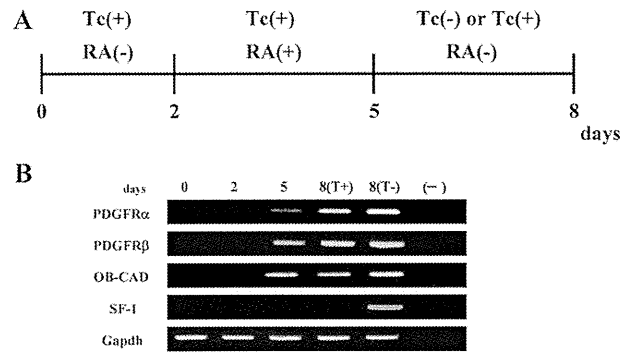 A
Tc(+) Tc(+) Tc(-) or Tc(+)
RA(-) RA(+) RA(-)
0 2 5 8
days
B
days 0 2 5 8(T+) 8(T-) (−)
PDGFRα
PDGFRβ
OB-CAD
SF-1
Gapdh